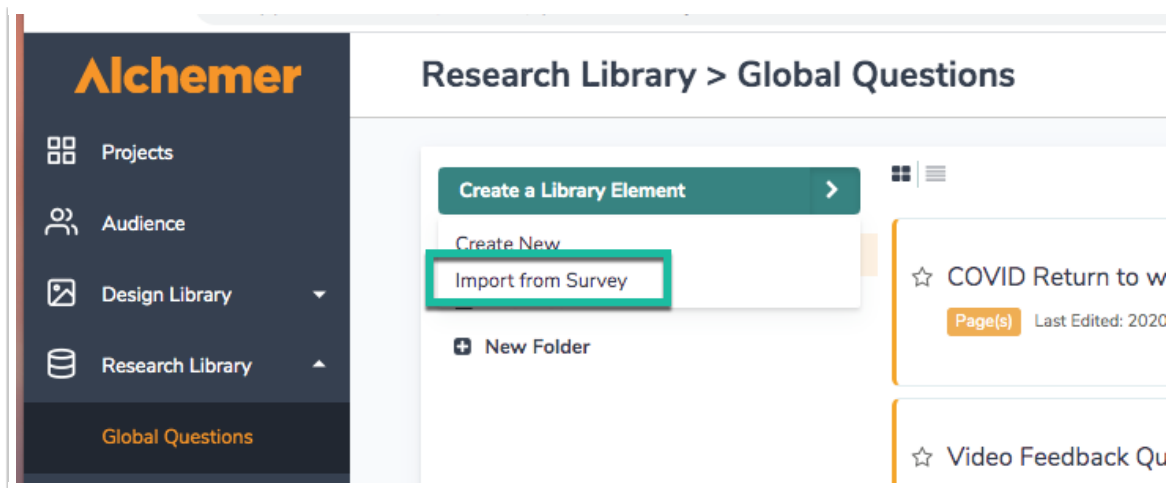 Alchemer
Research Library > Global Questions
Projects
Audience
Design Library
Research Library
Global Questions
Create a Library Element
Create New
Import from Survey
New Folder
COVID Return to w
Page(s) Last Edited: 2020
Video Feedback Qu